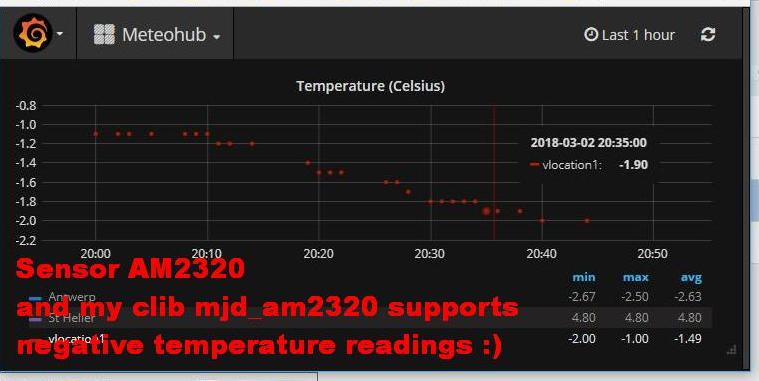 Meteohub
Last 1 hour
Temperature (Celsius)
-0.8
-1.0
-1.2
-1.4
-1.6
-1.8
-2.0
-2.2
2018-03-02 20:35:00
vlocation1: -1.90
20:00 20:10 20:20 20:30 20:40 20:50
Sensor AM2320
and my clib mjd_am2320 supports
negative temperature readings :)
min max avg
Antwerp -2.67 -2.50 -2.63
St Helier 4.80 4.80 4.80
vlocation1 -2.00 -1.00 -1.49